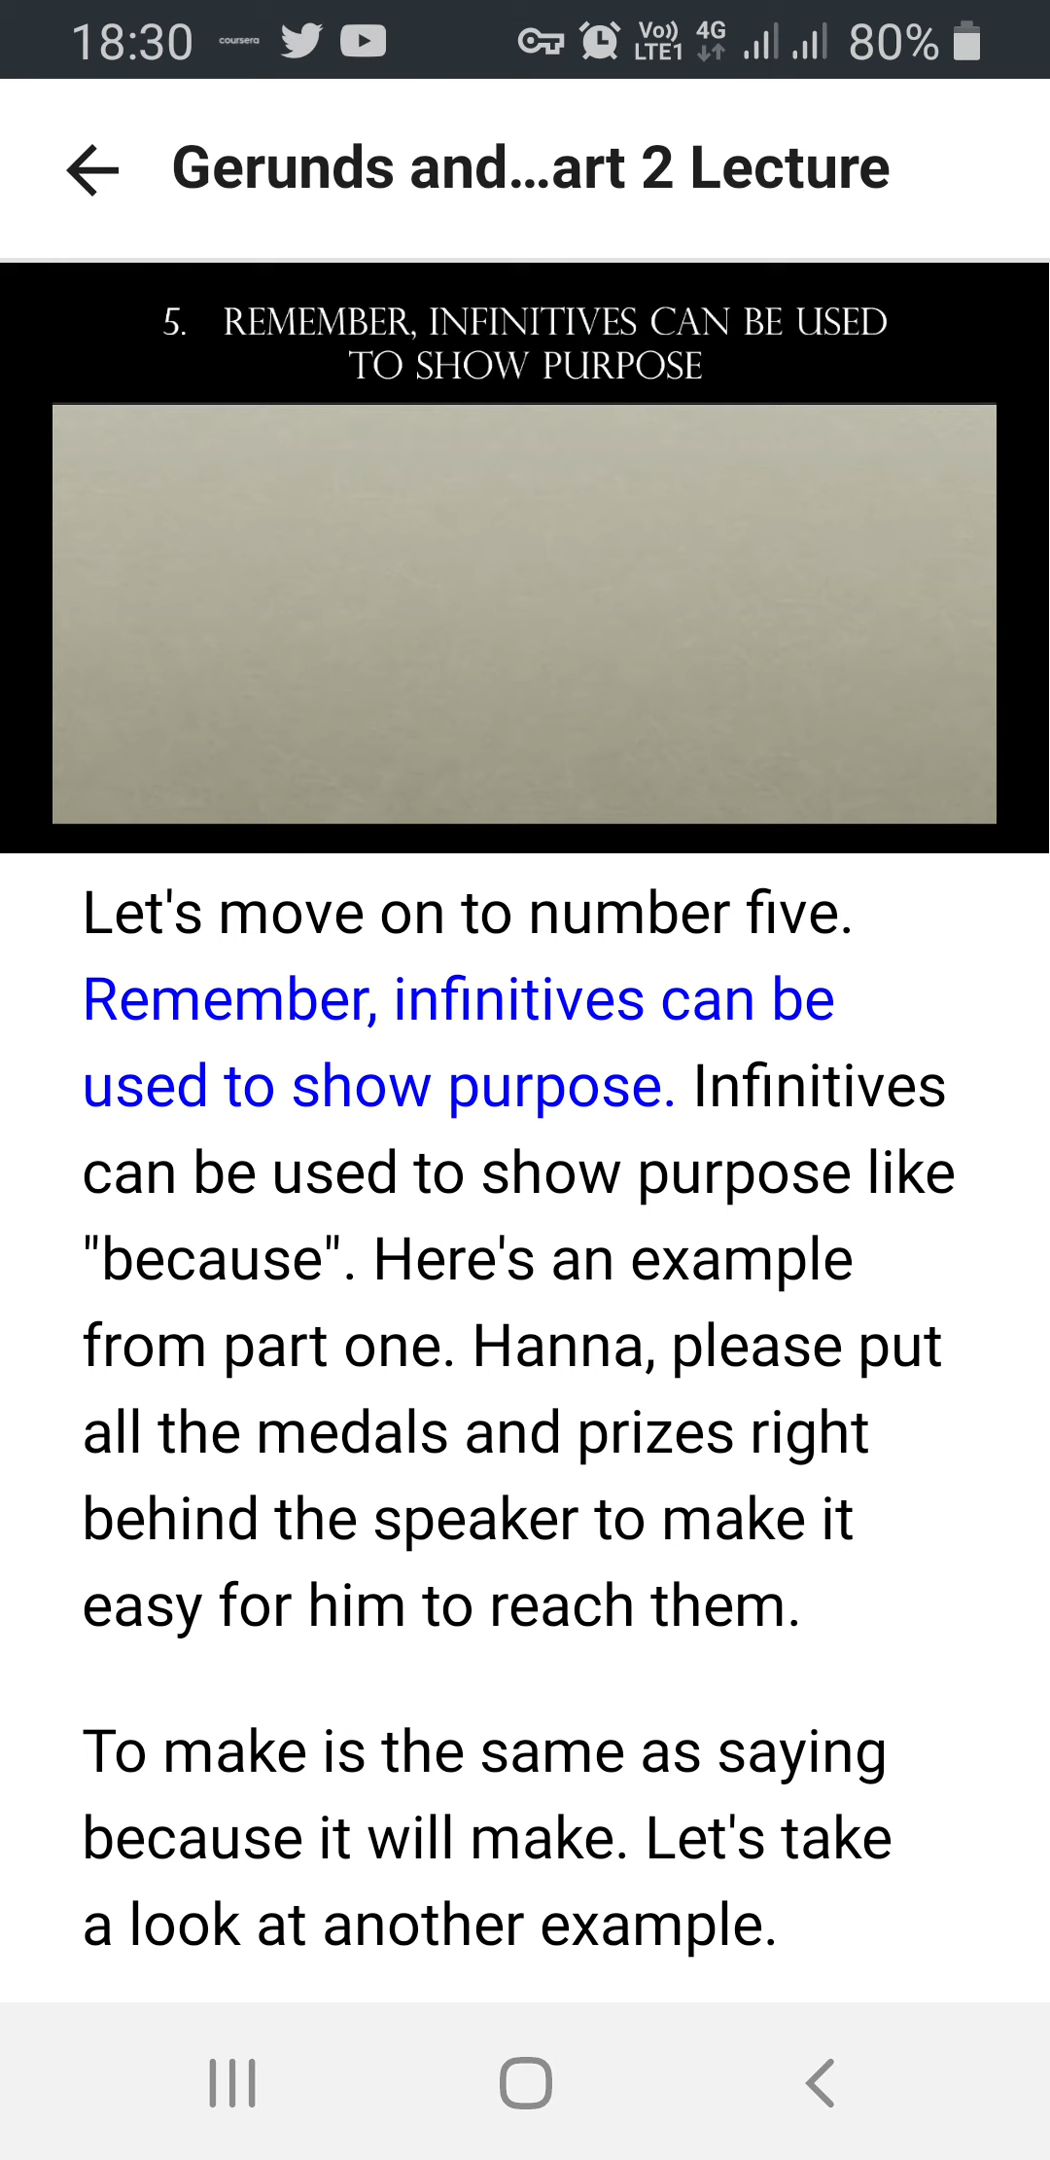 18:30 coursera Vo)) LTE1 4G 80%
Gerunds and...art 2 Lecture
5. REMEMBER, INFINITIVES CAN BE USED
TO SHOW PURPOSE
Let's move on to number five.
Remember, infinitives can be
used to show purpose. Infinitives
can be used to show purpose like
"because". Here's an example
from part one. Hanna, please put
all the medals and prizes right
behind the speaker to make it
easy for him to reach them.
To make is the same as saying
because it will make. Let's take
a look at another example.